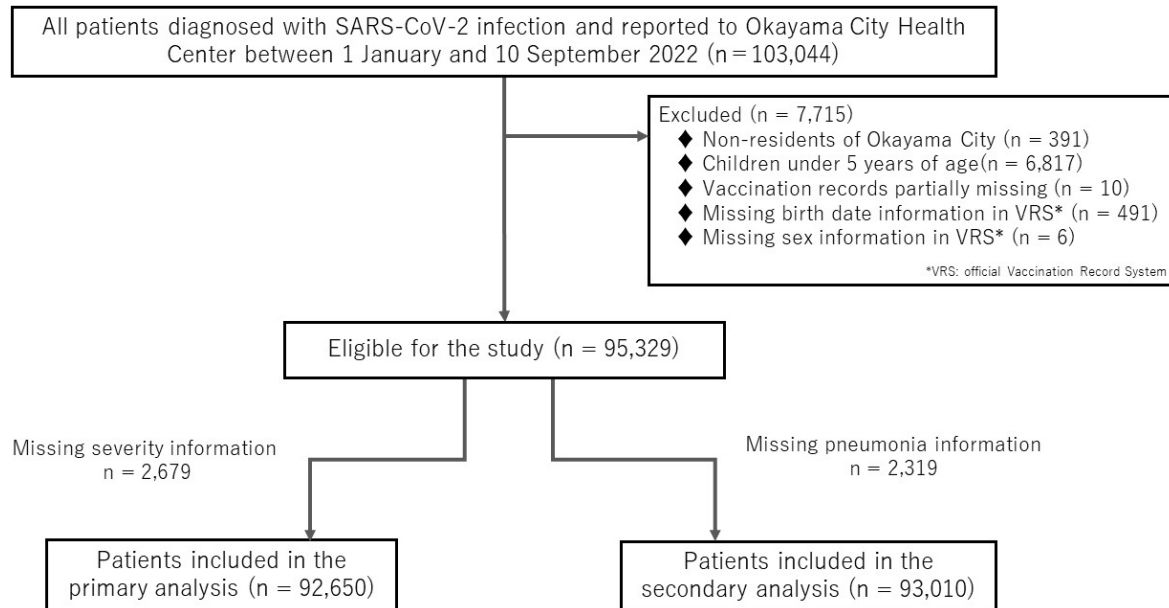 All patients diagnosed with SARS-CoV-2 infection and reported to Okayama City Health
Center between 1 January and 10 September 2022 (n = 103,044)
Excluded (n = 7,715)
◆ Non-residents of Okayama City (n = 391)
◆ Children under 5 years of age(n = 6,817)
◆ Vaccination records partially missing (n = 10)
◆ Missing birth date information in VRS* (n = 491)
◆ Missing sex information in VRS* (n = 6)
*VRS: official Vaccination Record System
Eligible for the study (n = 95,329)
Missing severity information
n = 2,679
Missing pneumonia information
n = 2,319
Patients included in the
primary analysis (n = 92,650)
Patients included in the
secondary analysis (n = 93,010)